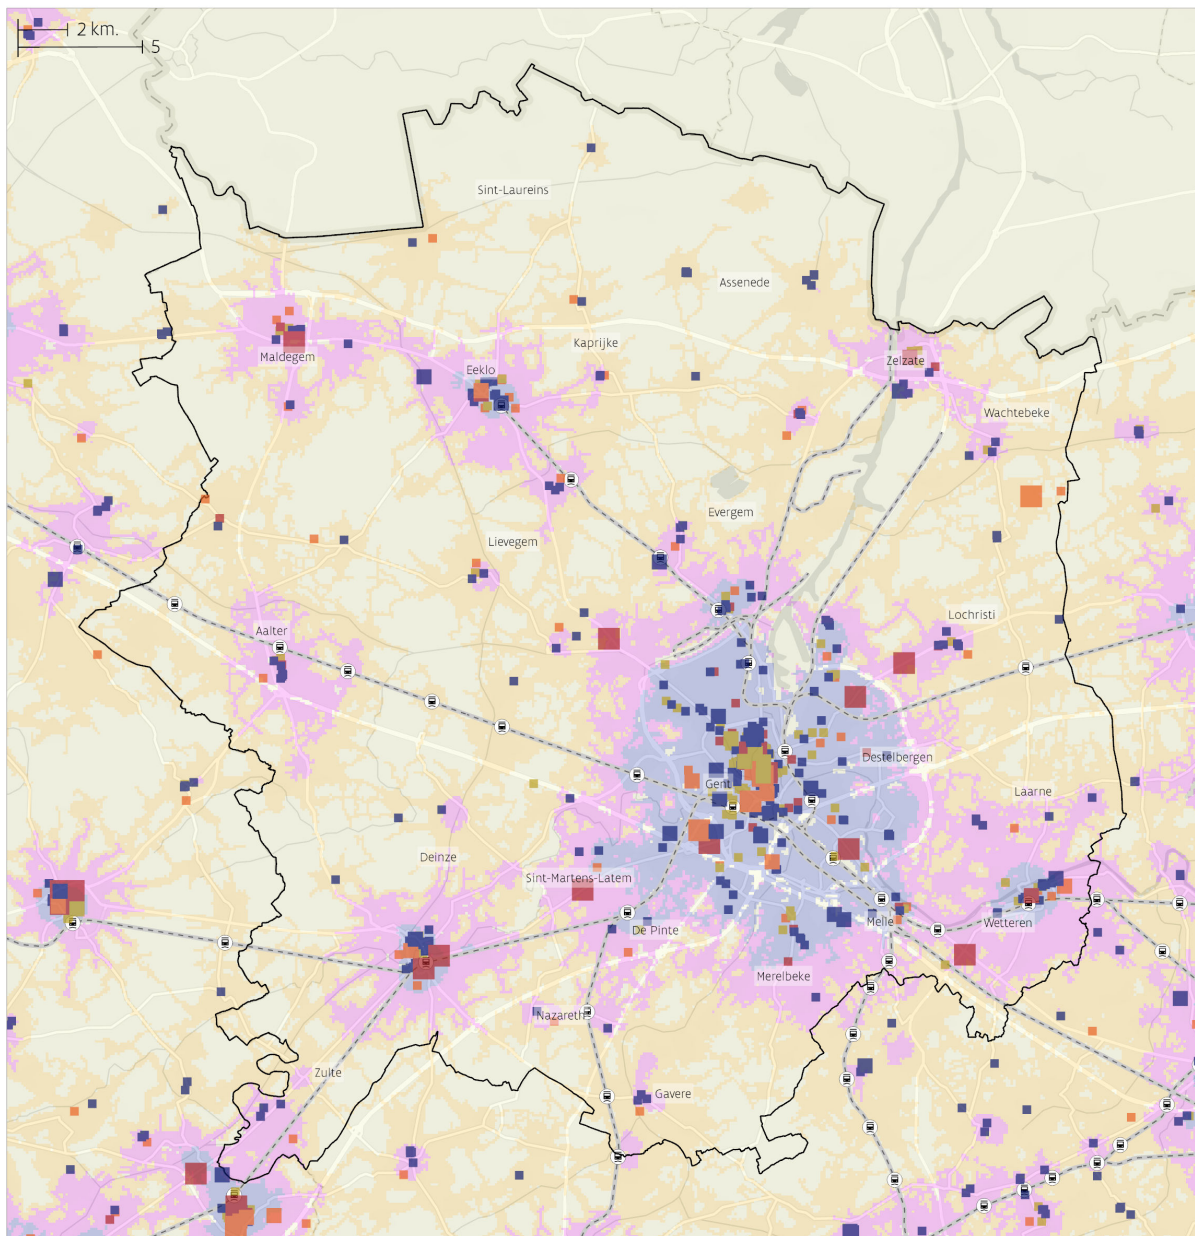 2 km.
5
Sint-Laureins
Assenede
Kaprijke
Maldegem
Eeklo
Zelzate
Wachtebeke
Evergem
Lievegem
Lochristi
Aalter
Destelbergen
Gent
Laarne
Deinze
Sint-Martens-Latem
De Pinte
Melle
Wetteren
Merelbeke
Nazareth
Zulte
Gavere